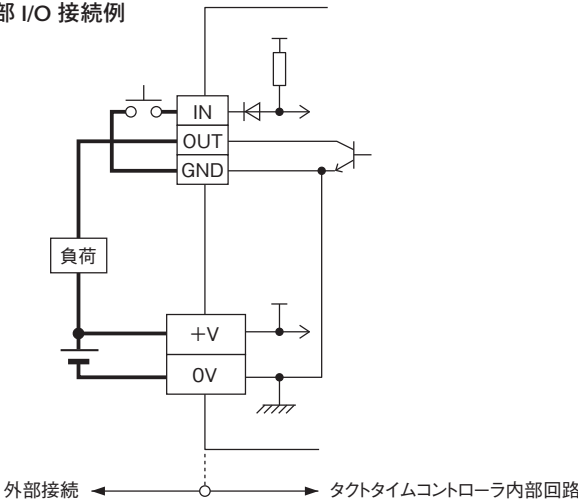 部 I/O 接続例
IN
OUT
GND
負荷
+V
0V
外部接続
タクトタイムコントローラ内部回路